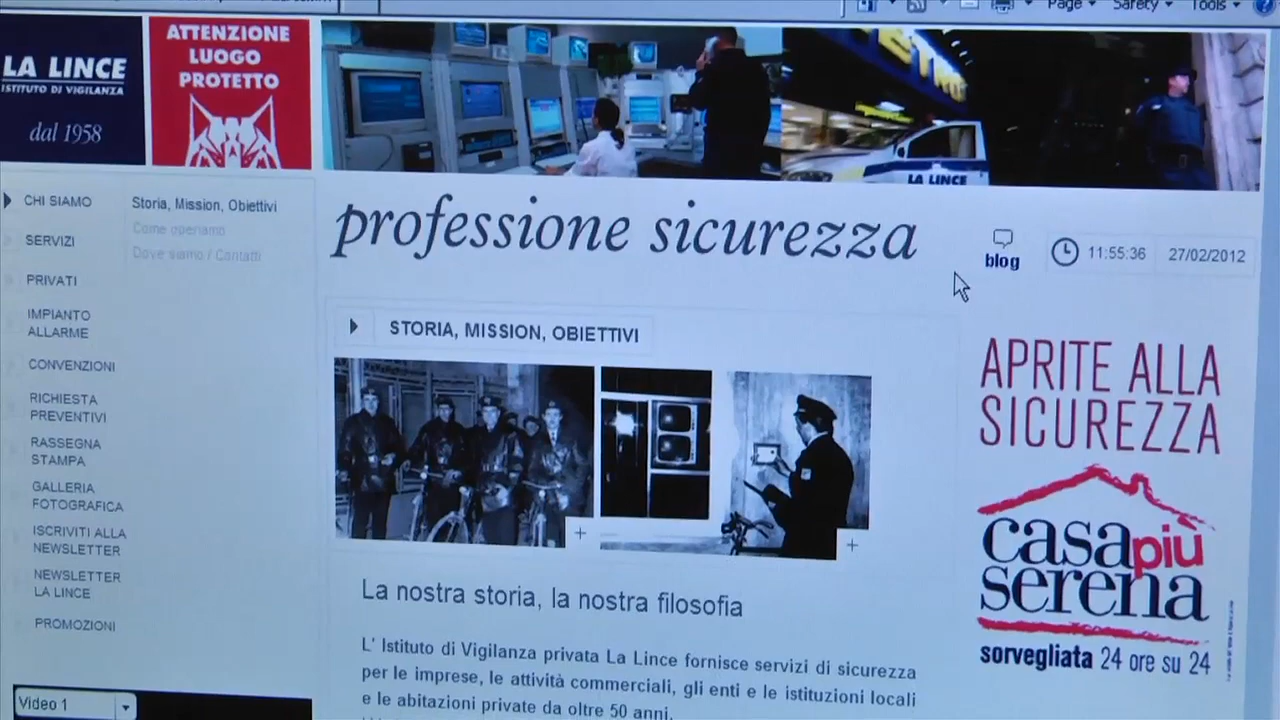 Page
Safety
Tools
LA LINCE
ISTITUTO DI VIGILANZA
dal 1958
ATTENZIONE
LUOGO
PROTETTO
LA LINCE
CHI SIAMO
SERVIZI
PRIVATI
IMPIANTO
ALLARME
CONVENZIONI
RICHIESTA
PREVENTIVI
RASSEGNA
STAMPA
GALLERIA
FOTOGRAFICA
ISCRIVITI ALLA
NEWSLETTER
NEWSLETTER
LA LINCE
PROMOZIONI
Video 1
Storia, Mission, Obiettivi
Come operiamo
Dove siamo / Contatti
professione sicurezza
blog
11:55:36
27/02/2012
STORIA, MISSION, OBIETTIVI
+
+
La nostra storia, la nostra filosofia
L' Istituto di Vigilanza privata La Lince fornisce servizi di sicurezza
per le imprese, le attività commerciali, gli enti e le istituzioni locali
e le abitazioni private da oltre 50 anni.
APRITE ALLA
SICUREZZA
casa più
serena
sorvegliata 24 ore su 24